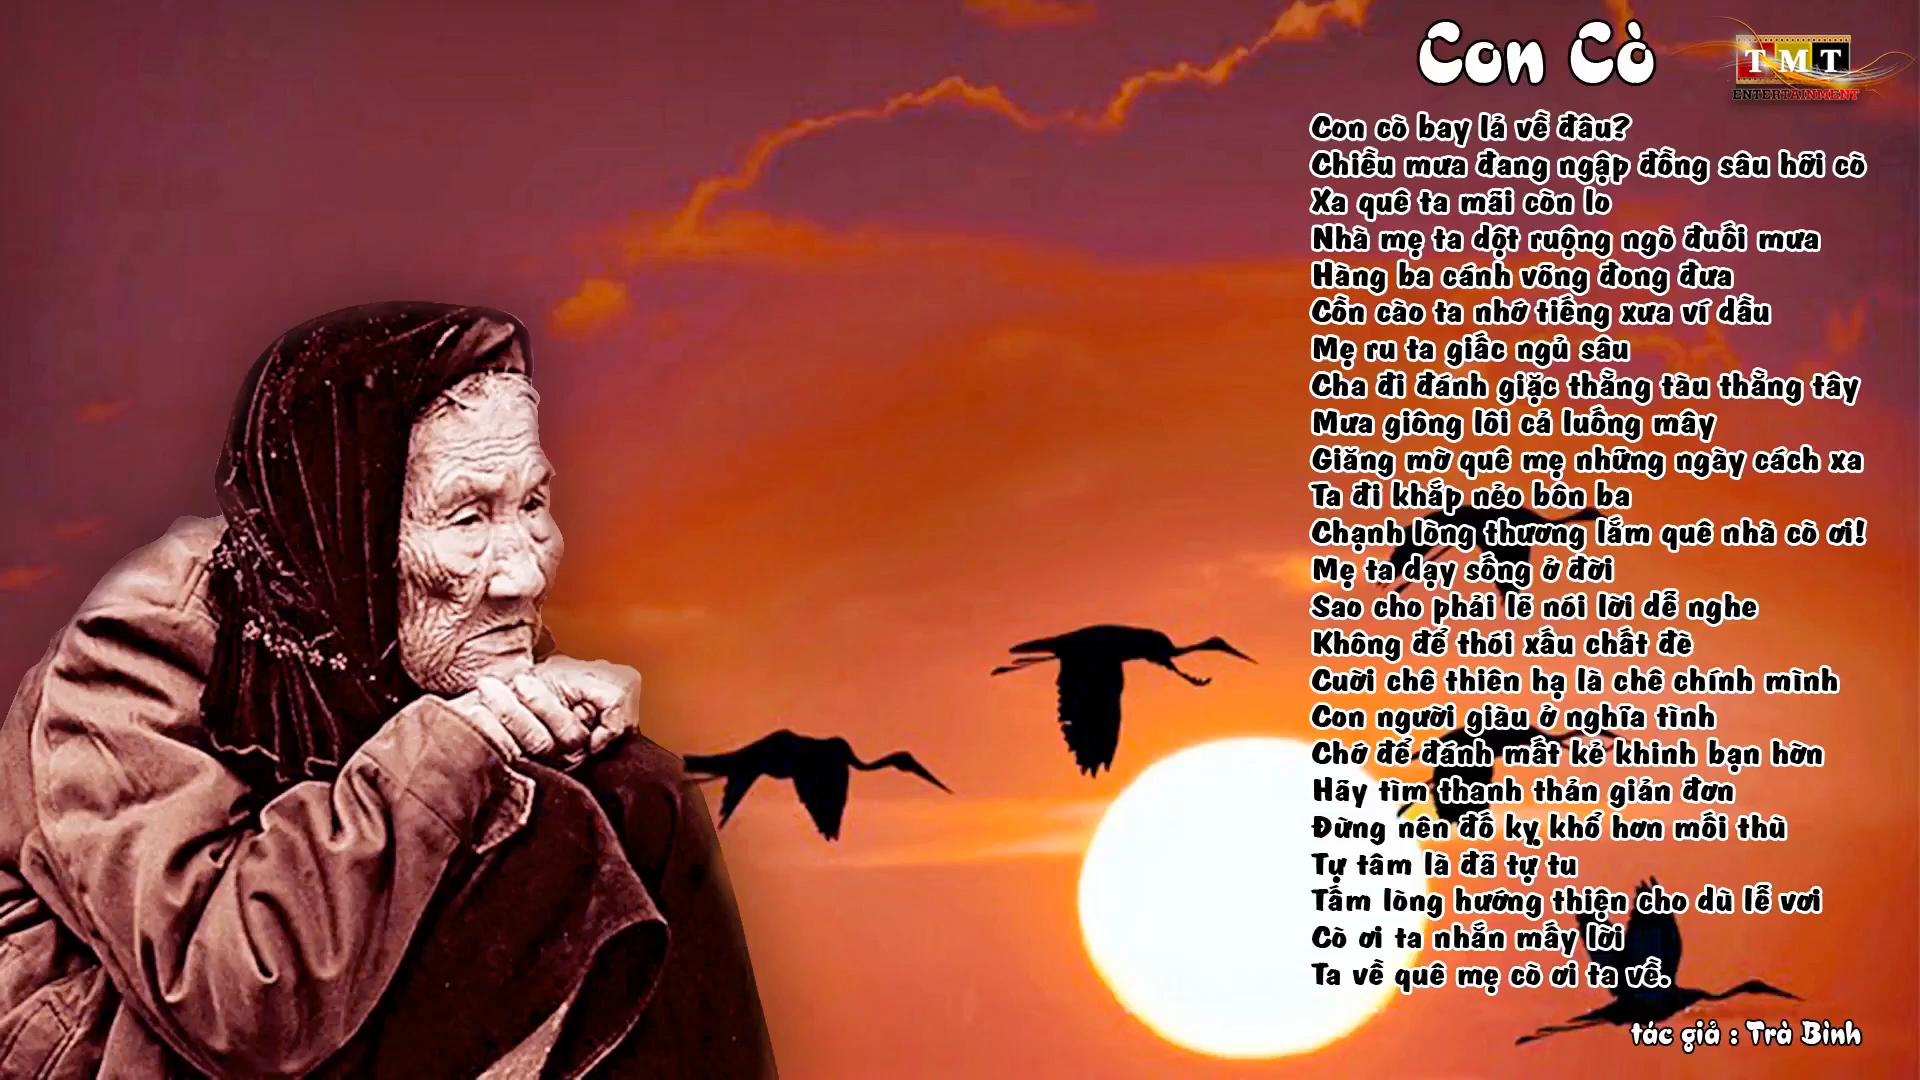 Con Cò
TMT
ENTERTAINMENT
Con cò bay lả về đâu?
Chiều mưa đang ngập đồng sâu hỡi cò
Xa quê ta mãi còn lo
Nhà mẹ ta dột ruộng ngò đuối mưa
Hàng ba cánh võng đong đưa
Cồn cào ta nhớ tiếng xưa ví dầu
Mẹ ru ta giấc ngủ sâu
Cha đi đánh giặc thằng tàu thằng tây
Mưa giông lôi cả luống mây
Giăng mờ quê mẹ những ngày cách xa
Ta đi khắp nẻo bôn ba
Chạnh lòng thương lắm quê nhà cò ơi!
Mẹ ta dạy sống ở đời
Sao cho phải lẽ nói lời dễ nghe
Không để thói xấu chất đè
Cười chê thiên hạ là chê chính mình
Con người giàu ở nghĩa tình
Chớ để đánh mất kẻ khinh bạn hờn
Hãy tìm thanh thản giản đơn
Đừng nên đố kỵ khổ hơn mối thù
Tự tâm là đã tự tu
Tấm lòng hướng thiện cho dù lễ vơi
Cò ơi ta nhắn mấy lời
Ta về quê mẹ cò ơi ta về.
tác giả : Trà Bình